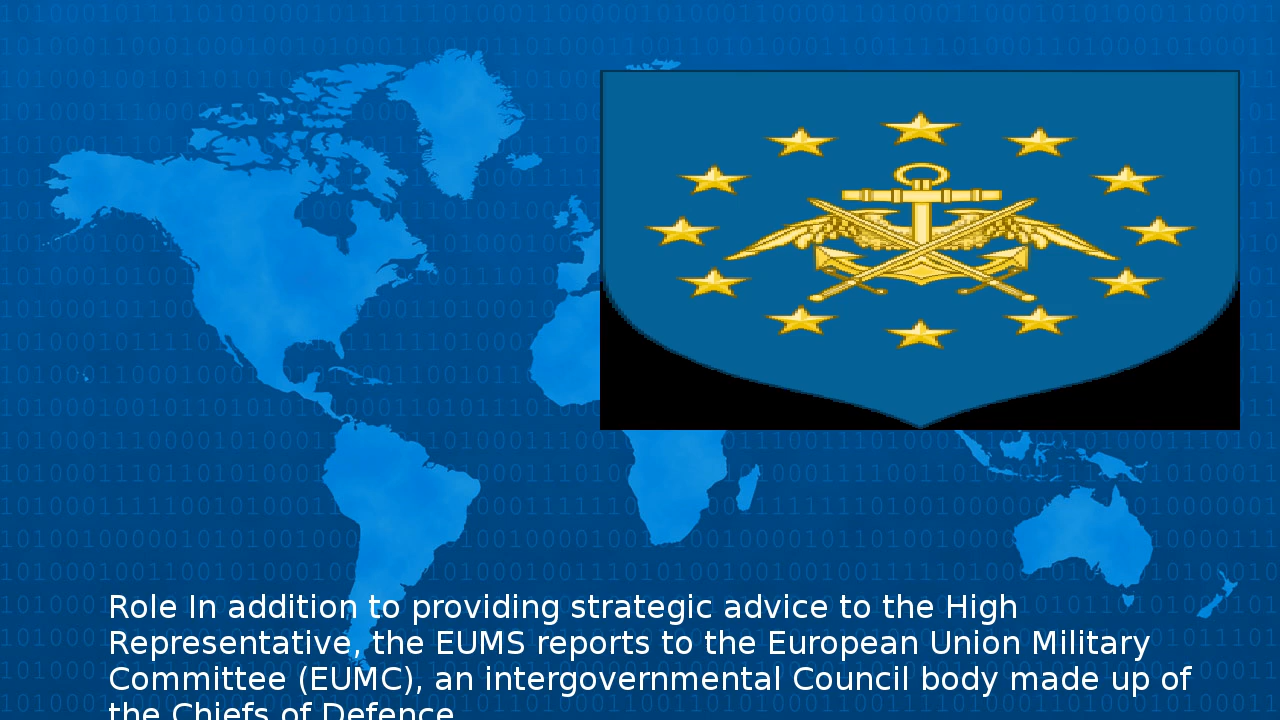 Role In addition to providing strategic advice to the High
Representative, the EUMS reports to the European Union Military
Committee (EUMC), an intergovernmental Council body made up of
the Chiefs of Defence